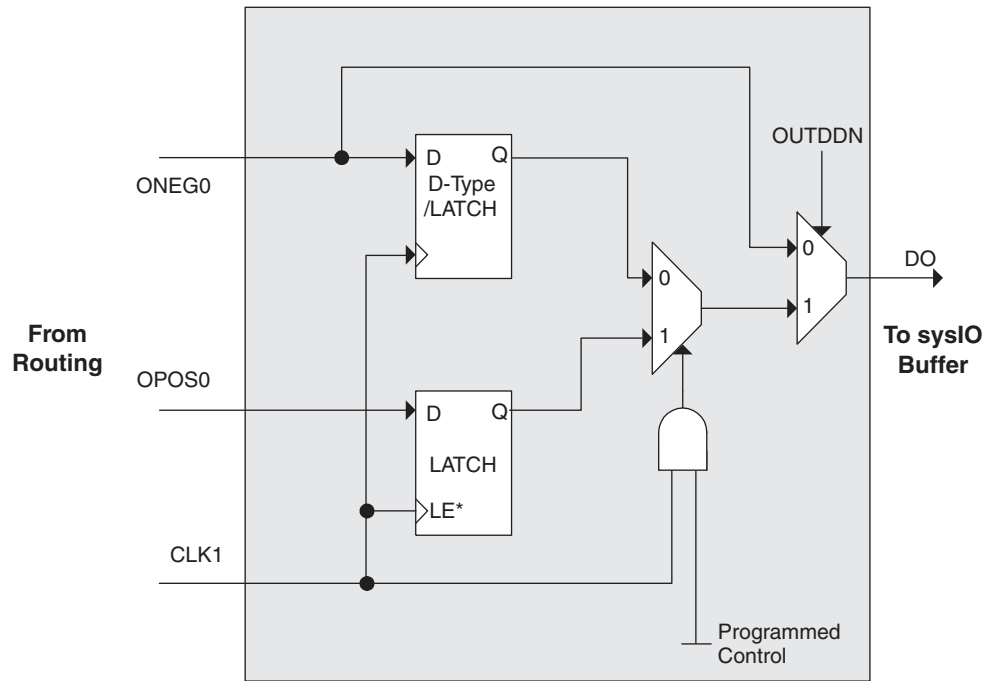 OUTDDN
ONEG0
D Q
D-Type
/LATCH
0
DO
0
1
1
From
Routing
To sysIO
Buffer
OPOS0
D Q
LATCH
LE*
CLK1
Programmed
Control